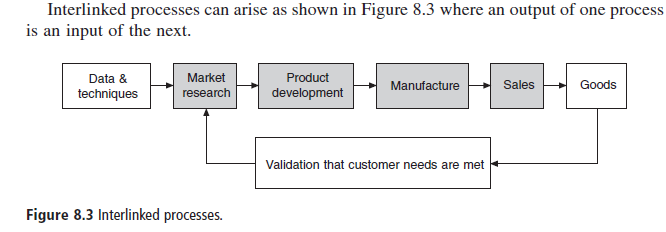 Interlinked processes can arise as shown in Figure 8.3 where an output of one process
is an input of the next.
Data &
techniques
Market
research
Product
development
Manufacture
Sales
Goods
Validation that customer needs are met
Figure 8.3 Interlinked processes.